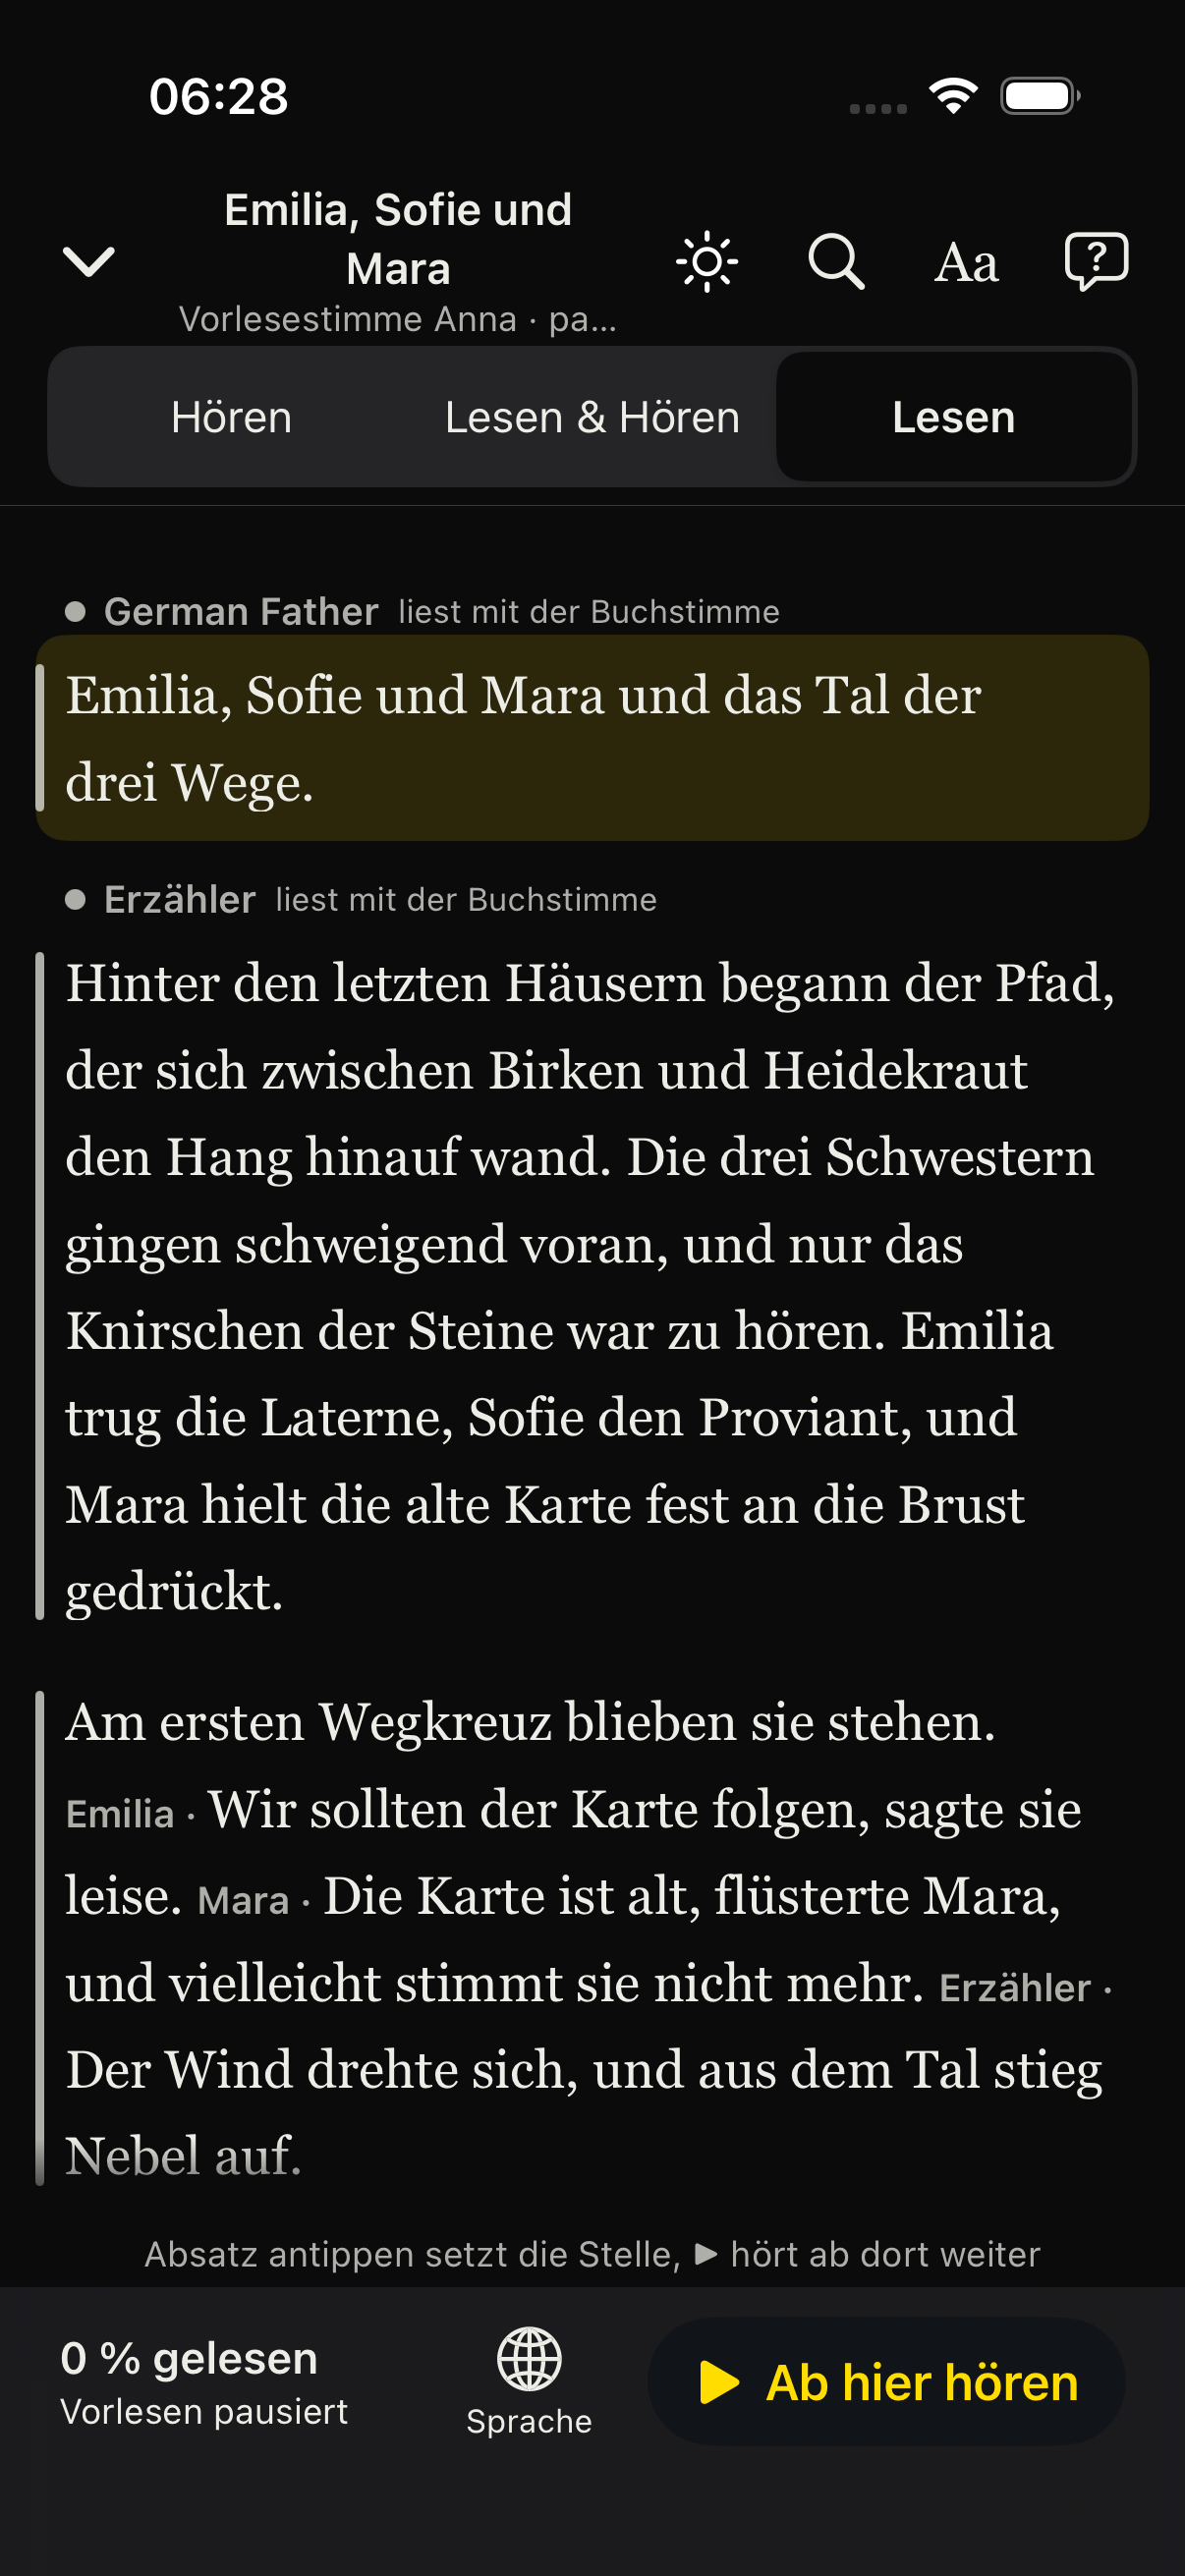 06:28
Emilia, Sofie und
Mara
Vorlesestimme Anna · pa...
Aa
?
Hören
Lesen & Hören
Lesen
German Father liest mit der Buchstimme
Emilia, Sofie und Mara und das Tal der
drei Wege.
Erzähler liest mit der Buchstimme
Hinter den letzten Häusern begann der Pfad,
der sich zwischen Birken und Heidekraut
den Hang hinauf wand. Die drei Schwestern
gingen schweigend voran, und nur das
Knirschen der Steine war zu hören. Emilia
trug die Laterne, Sofie den Proviant, und
Mara hielt die alte Karte fest an die Brust
gedrückt.
Am ersten Wegkreuz blieben sie stehen.
Emilia · Wir sollten der Karte folgen, sagte sie
leise. Mara · Die Karte ist alt, flüsterte Mara,
und vielleicht stimmt sie nicht mehr. Erzähler ·
Der Wind drehte sich, und aus dem Tal stieg
Nebel auf.
Absatz antippen setzt die Stelle, ▶ hört ab dort weiter
0 % gelesen
Vorlesen pausiert
Sprache
Ab hier hören